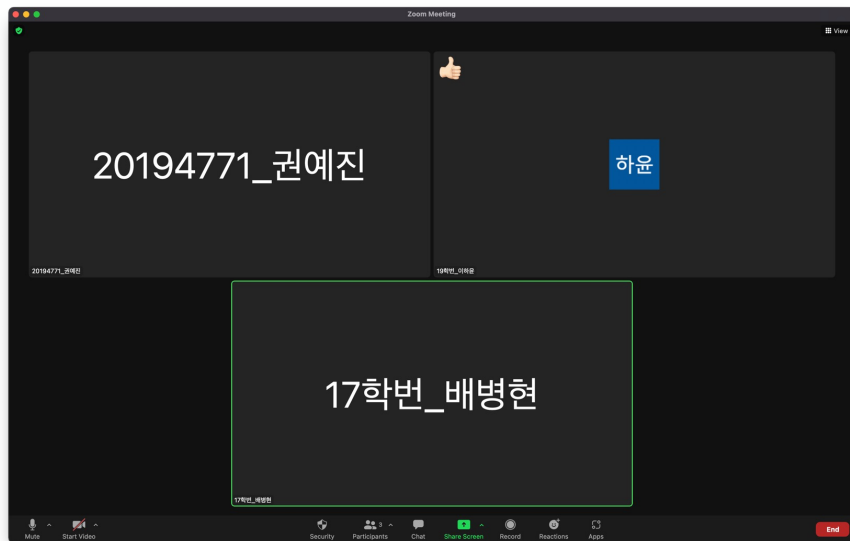 Zoom Meeting
View
20194771_권예진
하윤
20194771_권예진
19학번_이하윤
17학번_배병현
17학번_배병현
Mute
Start Video
Security
Participants
3
Chat
Share Screen
Record
Reactions
Apps
End